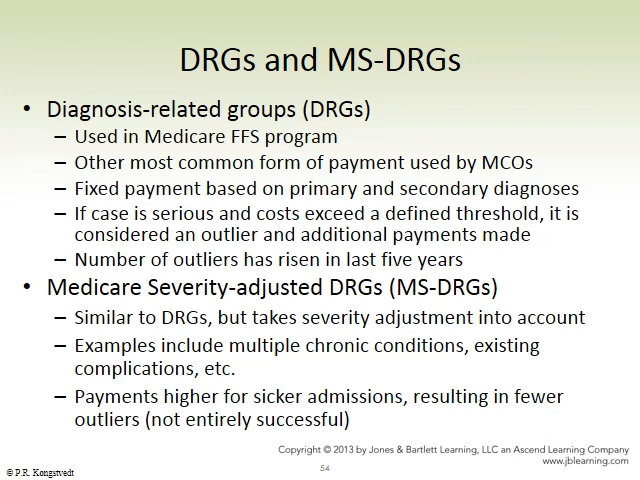 DRGs and MS-DRGs
• Diagnosis-related groups (DRGs)
– Used in Medicare FFS program
– Other most common form of payment used by MCOs
– Fixed payment based on primary and secondary diagnoses
– If case is serious and costs exceed a defined threshold, it is
considered an outlier and additional payments made
– Number of outliers has risen in last five years
• Medicare Severity-adjusted DRGs (MS-DRGs)
– Similar to DRGs, but takes severity adjustment into account
– Examples include multiple chronic conditions, existing
complications, etc.
– Payments higher for sicker admissions, resulting in fewer
outliers (not entirely successful)
Copyright © 2013 by Jones & Bartlett Learning, LLC an Ascend Learning Company
www.jblearning.com
© P.R. Kongstvedt
54